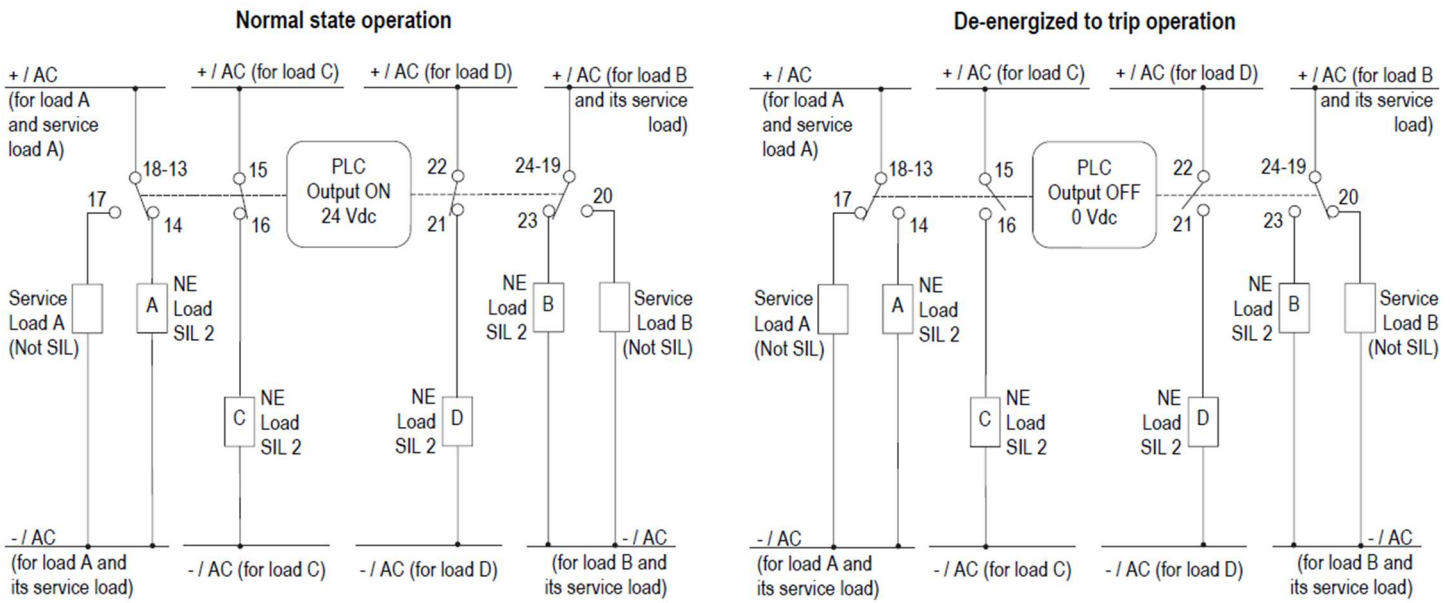 Normal state operation
+ / AC
(for load A
and service
load A)
+ / AC (for load C)
+ / AC (for load D)
+ / AC (for load B
and its service
load)
18-13
15
PLC
Output ON
24 Vdc
22
24-19
17
14
16
21
23
20
Service
Load A
(Not SIL)
A
NE
Load
SIL 2
C
NE
Load
SIL 2
NE
Load
SIL 2
D
NE
Load
SIL 2
B
Service
Load B
(Not SIL)
- / AC
(for load A and
its service load)
- / AC (for load C)
- / AC (for load D)
- / AC
(for load B and
its service load)
De-energized to trip operation
+ / AC
(for load A
and service
load A)
+ / AC (for load C)
+ / AC (for load D)
+ / AC (for load B
and its service
load)
18-13
15
PLC
Output OFF
0 Vdc
22
24-19
17
14
16
21
23
20
Service
Load A
(Not SIL)
A
NE
Load
SIL 2
C
NE
Load
SIL 2
NE
Load
SIL 2
D
NE
Load
SIL 2
B
Service
Load B
(Not SIL)
- / AC
(for load A and
its service load)
- / AC (for load C)
- / AC (for load D)
- / AC
(for load B and
its service load)